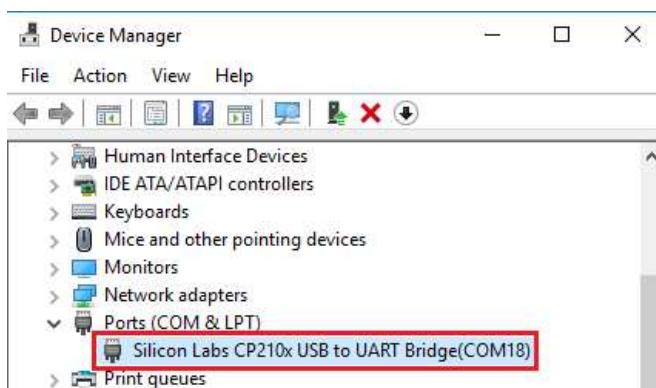 Device Manager
File Action View Help
Human Interface Devices
IDE ATA/ATAPI controllers
Keyboards
Mice and other pointing devices
Monitors
Network adapters
Ports (COM & LPT)
Silicon Labs CP210x USB to UART Bridge(COM18)
Print queues